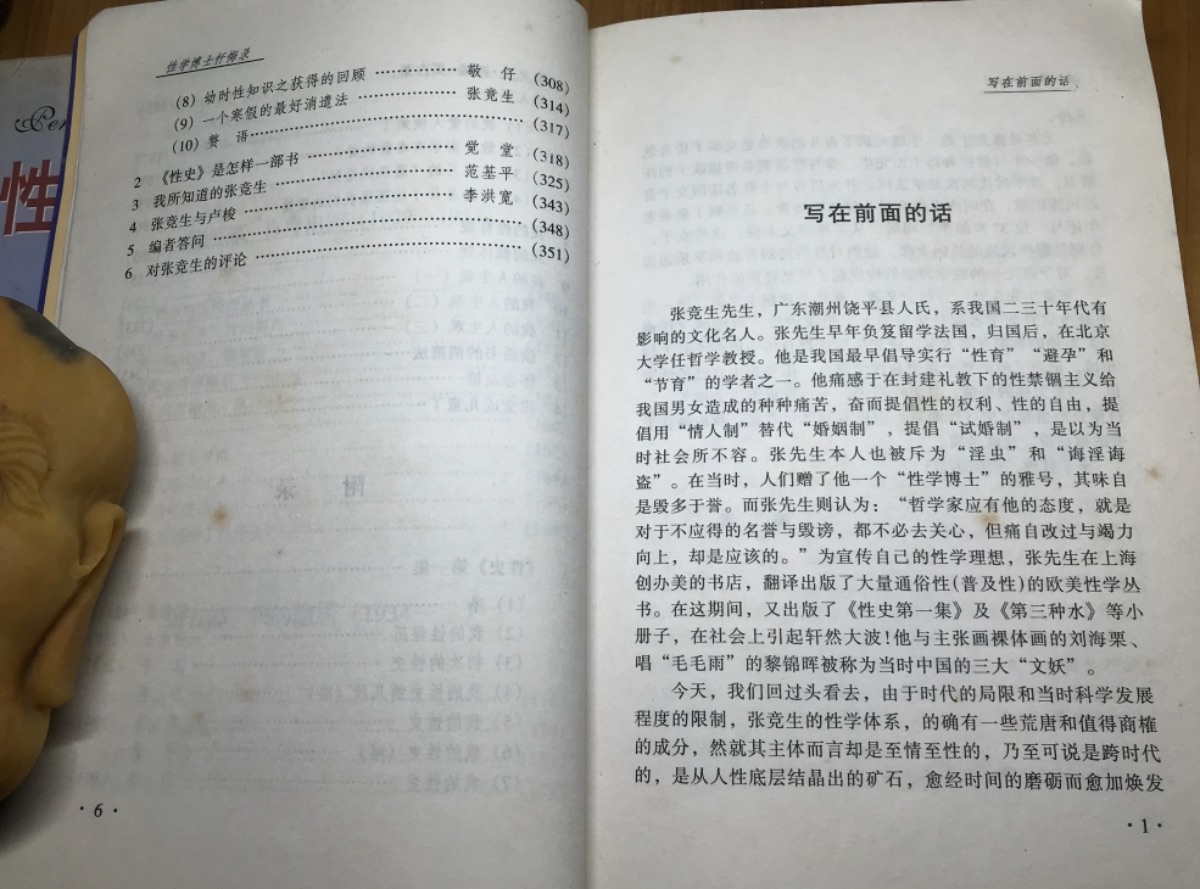 性
性学博士忏悔录
(8) 幼时性知识之获得的回顾 ………… 敬 仔 (308)
(9) 一个寒假的最好消遣法 ………… 张竞生 (314)
(10) 赘 语………… (317)
2 《性史》是怎样一部书 ………… 觉 堂 (318)
3 我所知道的张竞生 ………… 范基平 (325)
4 张竞生与卢梭 ………… 李洪宽 (343)
5 编者答问 ………… (348)
6 对张竞生的评论 ………… (351)
·6·
写在前面的话
写在前面的话
张竞生先生，广东潮州饶平县人氏，系我国二三十年代有
影响的文化名人。张先生早年负笈留学法国，归国后，在北京
大学任哲学教授。他是我国最早倡导实行“性育”“避孕”和
“节育”的学者之一。他痛感于在封建礼教下的性禁锢主义给
我国男女造成的种种痛苦，奋而提倡性的权利、性的自由，提
倡用“情人制”替代“婚姻制”，提倡“试婚制”，是以为当
时社会所不容。张先生本人也被斥为“淫虫”和“诲淫诲
盗”。在当时，人们赠了他一个“性学博士”的雅号，其味自
是毁多于誉。而张先生则认为：“哲学家应有他的态度，就是
对于不应得的名誉与毁谤，都不必去关心，但痛自改过与竭力
向上，却是应该的。”为宣传自己的性学理想，张先生在上海
创办美的书店，翻译出版了大量通俗性(普及性)的欧美性学丛
书。在这期间，又出版了《性史第一集》及《第三种水》等小
册子，在社会上引起轩然大波!他与主张画裸体画的刘海栗、
唱“毛毛雨”的黎锦晖被称为当时中国的三大“文妖”。
今天，我们回过头看去，由于时代的局限和当时科学发展
程度的限制，张竞生的性学体系，的确有一些荒唐和值得商榷
的成分，然就其主体而言却是至情至性的，乃至可说是跨时代
的，是从人性底层结晶出的矿石，愈经时间的磨砺而愈加焕发
·1·